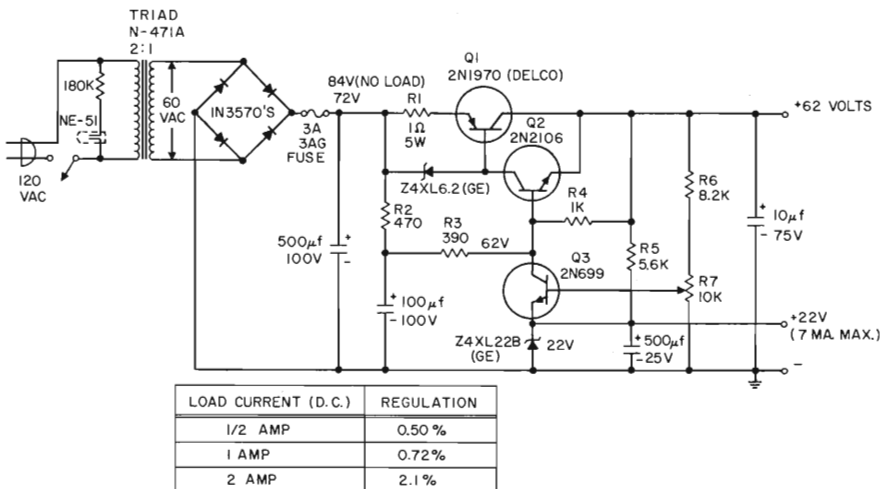 TRIAD
N-471A
2:1
180K
NE-51
120
VAC
60
VAC
IN3570'S
3A
3AG
FUSE
84V(NO LOAD)
72V
R1
1Ω
5W
Q1
2N1970 (DELCO)
Q2
2N2106
Z4XL6.2 (GE)
R2
470
R3
390
62V
R4
1K
Q3
2N699
R5
5.6K
R6
8.2K
R7
10K
+
500μf
100V
-
+ 100μf
- 100V
Z4XL22B
(GE)
22V
+ 500μf
- 25V
+ 10μf
- 75V
+62 VOLTS
+22V
(7 MA. MAX.)
-
LOAD CURRENT (D.C.) REGULATION
1/2 AMP 0.50%
1 AMP 0.72%
2 AMP 2.1%